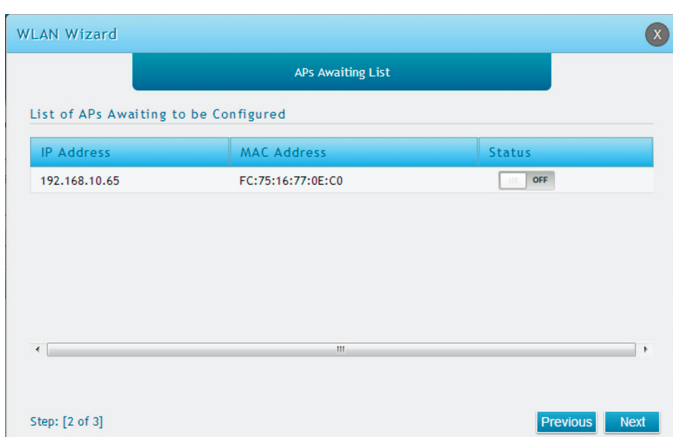 WLAN Wizard
X
APs Awaiting List
List of APs Awaiting to be Configured
IP Address MAC Address Status
192.168.10.65 FC:75:16:77:0E:C0 OFF
Step: [2 of 3] Previous Next